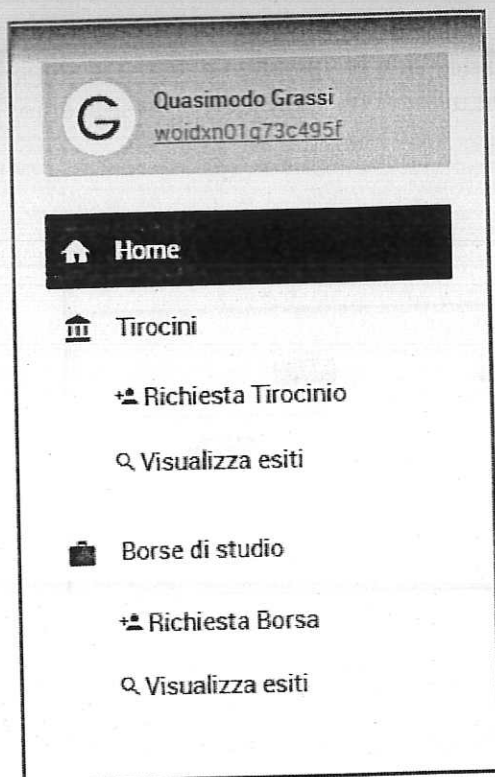 G
Quasimodo Grassi
woidxn01q73c495f
Home
Tirocini
Richiesta Tirocinio
Visualizza esiti
Borse di studio
Richiesta Borsa
Visualizza esiti